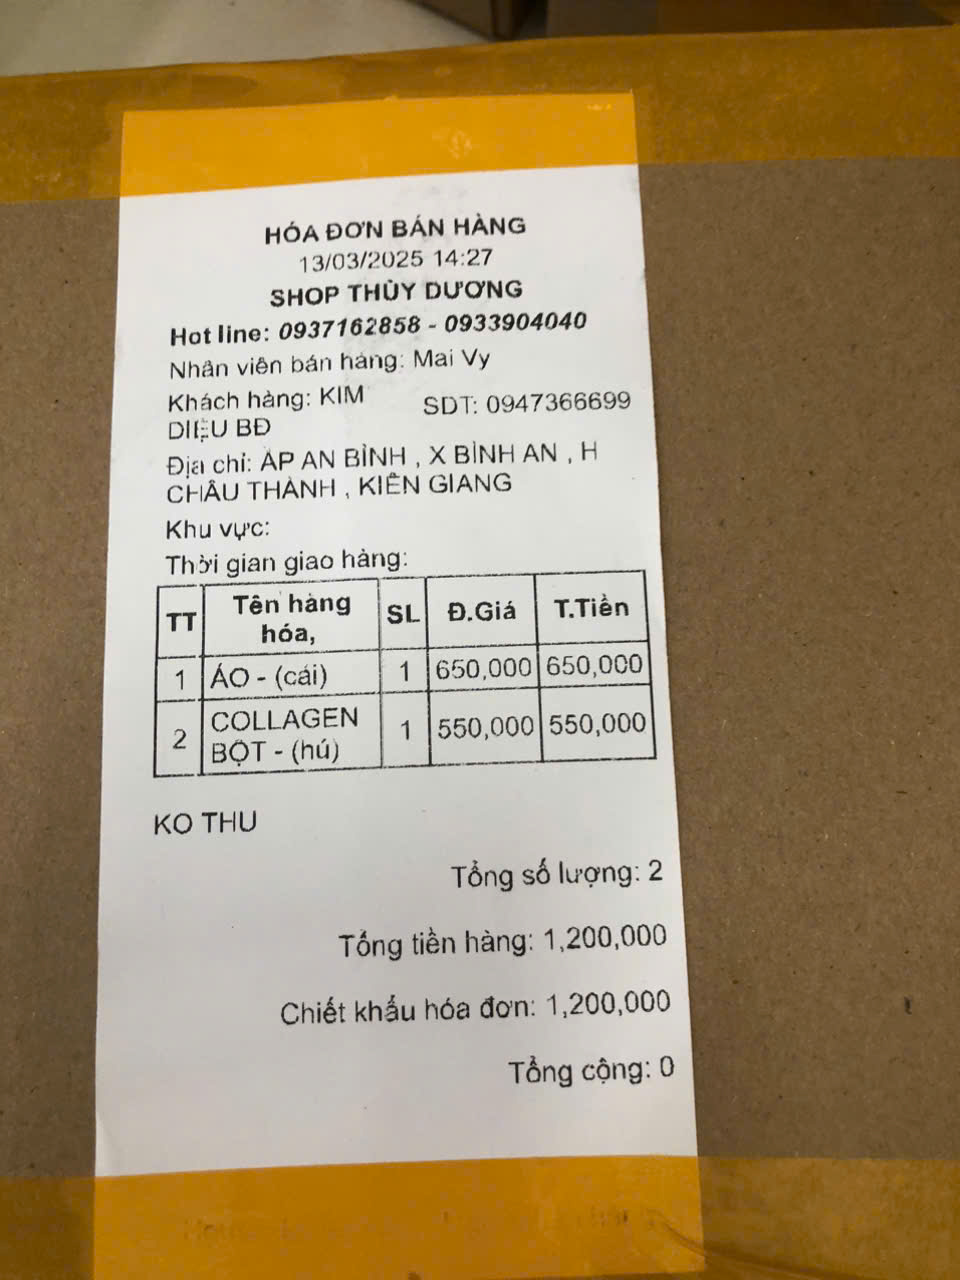 HÓA ĐƠN BÁN HÀNG
13/03/2025 14:27
SHOP THÙY DƯƠNG
Hot line: 0937162858 - 0933904040
Nhân viên bán hàng: Mai Vy
Khách hàng: KIM DIỆU BĐ
SDT: 0947366699
Địa chỉ: ẤP AN BÌNH , X BÌNH AN , H
CHÂU THÀNH , KIÊN GIANG
Khu vực:
Thời gian giao hàng:
TT Tên hàng hóa, SL Đ.Giá T.Tiền
1 ÁO - (cái) 1 650,000 650,000
2 COLLAGEN BỘT - (hủ) 1 550,000 550,000
KO THU
Tổng số lượng: 2
Tổng tiền hàng: 1,200,000
Chiết khấu hóa đơn: 1,200,000
Tổng cộng: 0